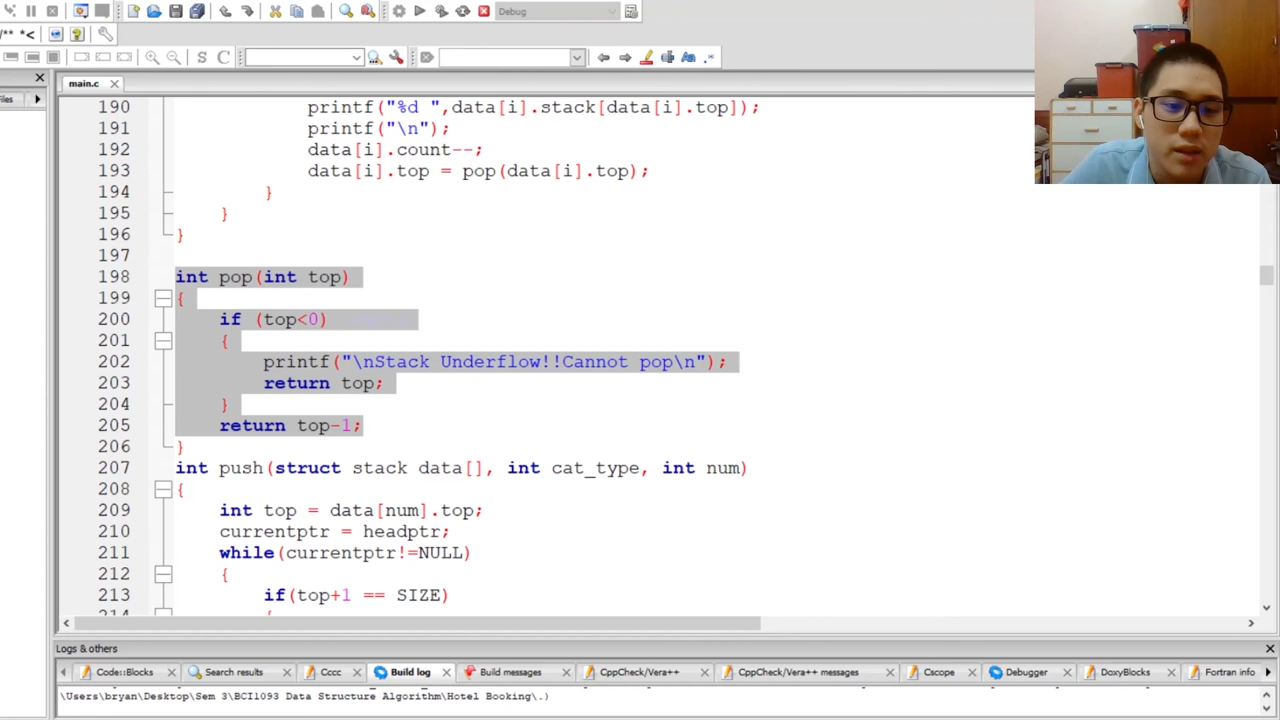 Debug
/** *<
S C
main.c
iles
190 printf("%d ",data[i].stack[data[i].top]);
191 printf("\n");
192 data[i].count--;
193 data[i].top = pop(data[i].top);
194 }
195 }
196 }
197
198 int pop(int top)
199 {
200 if (top<0)
201 {
202 printf("\nStack Underflow!!Cannot pop\n");
203 return top;
204 }
205 return top-1;
206 }
207 int push(struct stack data[], int cat_type, int num)
208 {
209 int top = data[num].top;
210 currentptr = headptr;
211 while(currentptr!=NULL)
212 {
213 if(top+1 == SIZE)
214 {
Logs & others
Code::Blocks Search results Cccc Build log Build messages CppCheck/Vera++ CppCheck/Vera++ messages Cscope Debugger DoxyBlocks Fortran info
\Users\bryan\Desktop\Sem 3\BCI1093 Data Structure Algorithm\Hotel Booking\.)